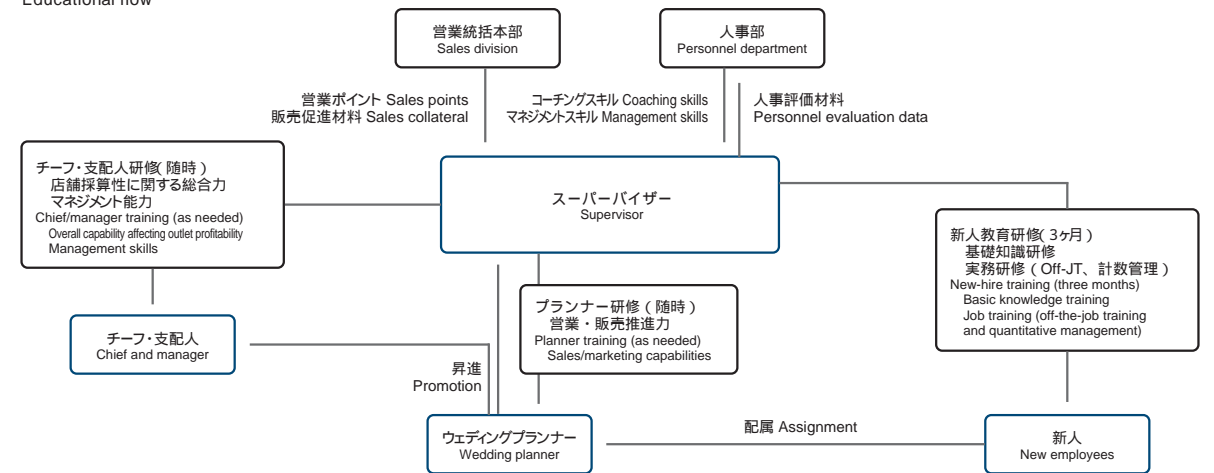 Educational flow
営業統括本部
Sales division
人事部
Personnel department
営業ポイント Sales points
販売促進材料 Sales collateral
コーチングスキル Coaching skills
マネジメントスキル Management skills
人事評価材料
Personnel evaluation data
チーフ・支配人研修(随時)
店舗採算性に関する総合力
マネジメント能力
Chief/manager training (as needed)
Overall capability affecting outlet profitability
Management skills
スーパーバイザー
Supervisor
新人教育研修(3ヶ月)
基礎知識研修
実務研修(Off-JT、計数管理)
New-hire training (three months)
Basic knowledge training
Job training (off-the-job training
and quantitative management)
プランナー研修(随時)
営業・販売推進力
Planner training (as needed)
Sales/marketing capabilities
チーフ・支配人
Chief and manager
昇進
Promotion
ウェディングプランナー
Wedding planner
配属 Assignment
新人
New employees